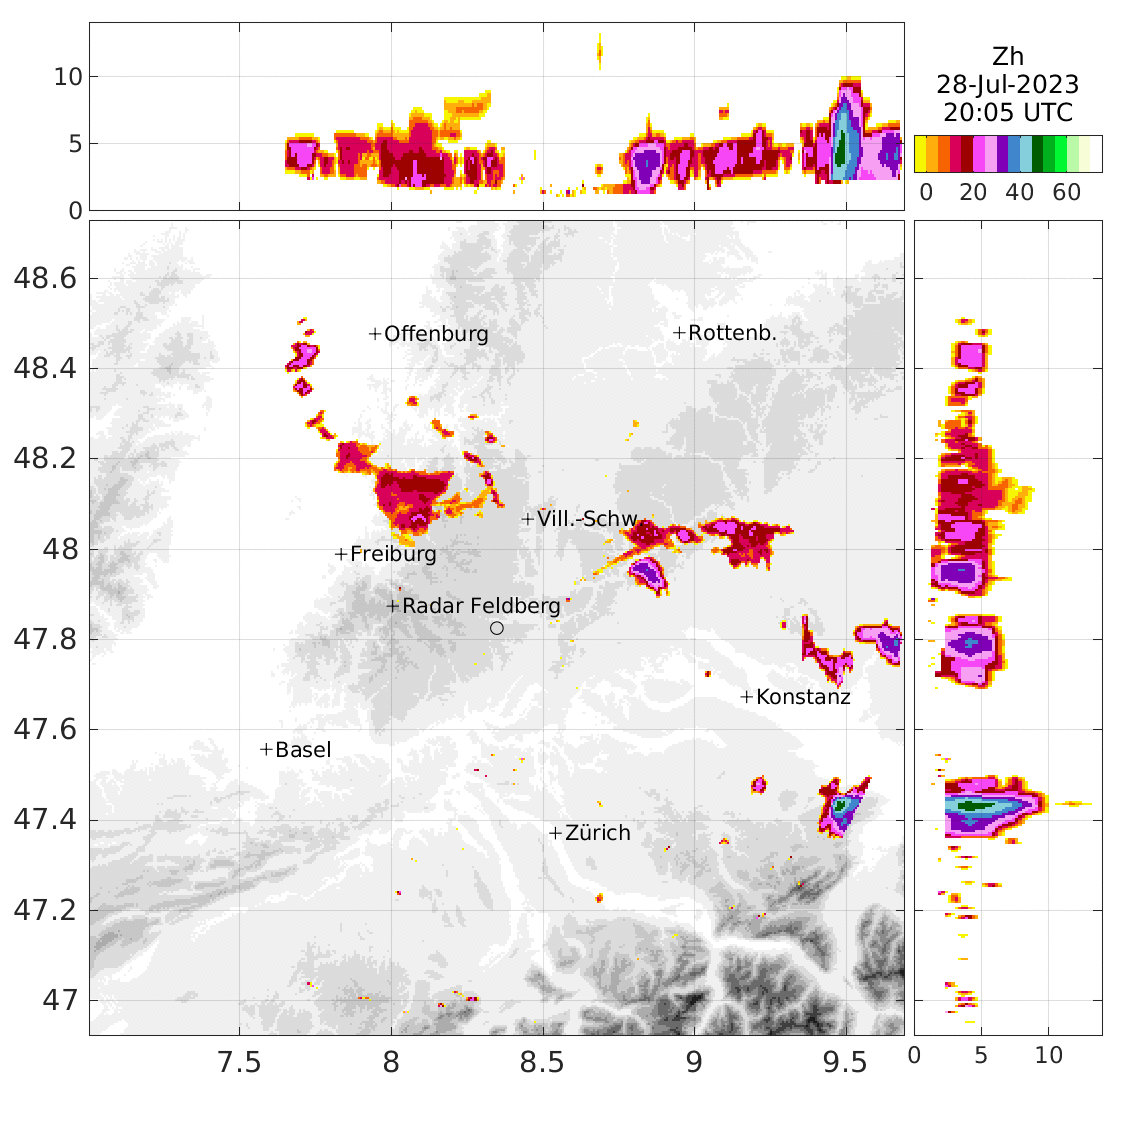 10
5
0
Zh
28-Jul-2023
20:05 UTC
0 20 40 60
48.6
48.4
48.2
48
47.8
47.6
47.4
47.2
47
+Offenburg
+Rottenb.
+Vill.-Schw.
+Freiburg
+Radar Feldberg
+Konstanz
+Basel
+Zürich
7.5 8 8.5 9 9.5
0 5 10